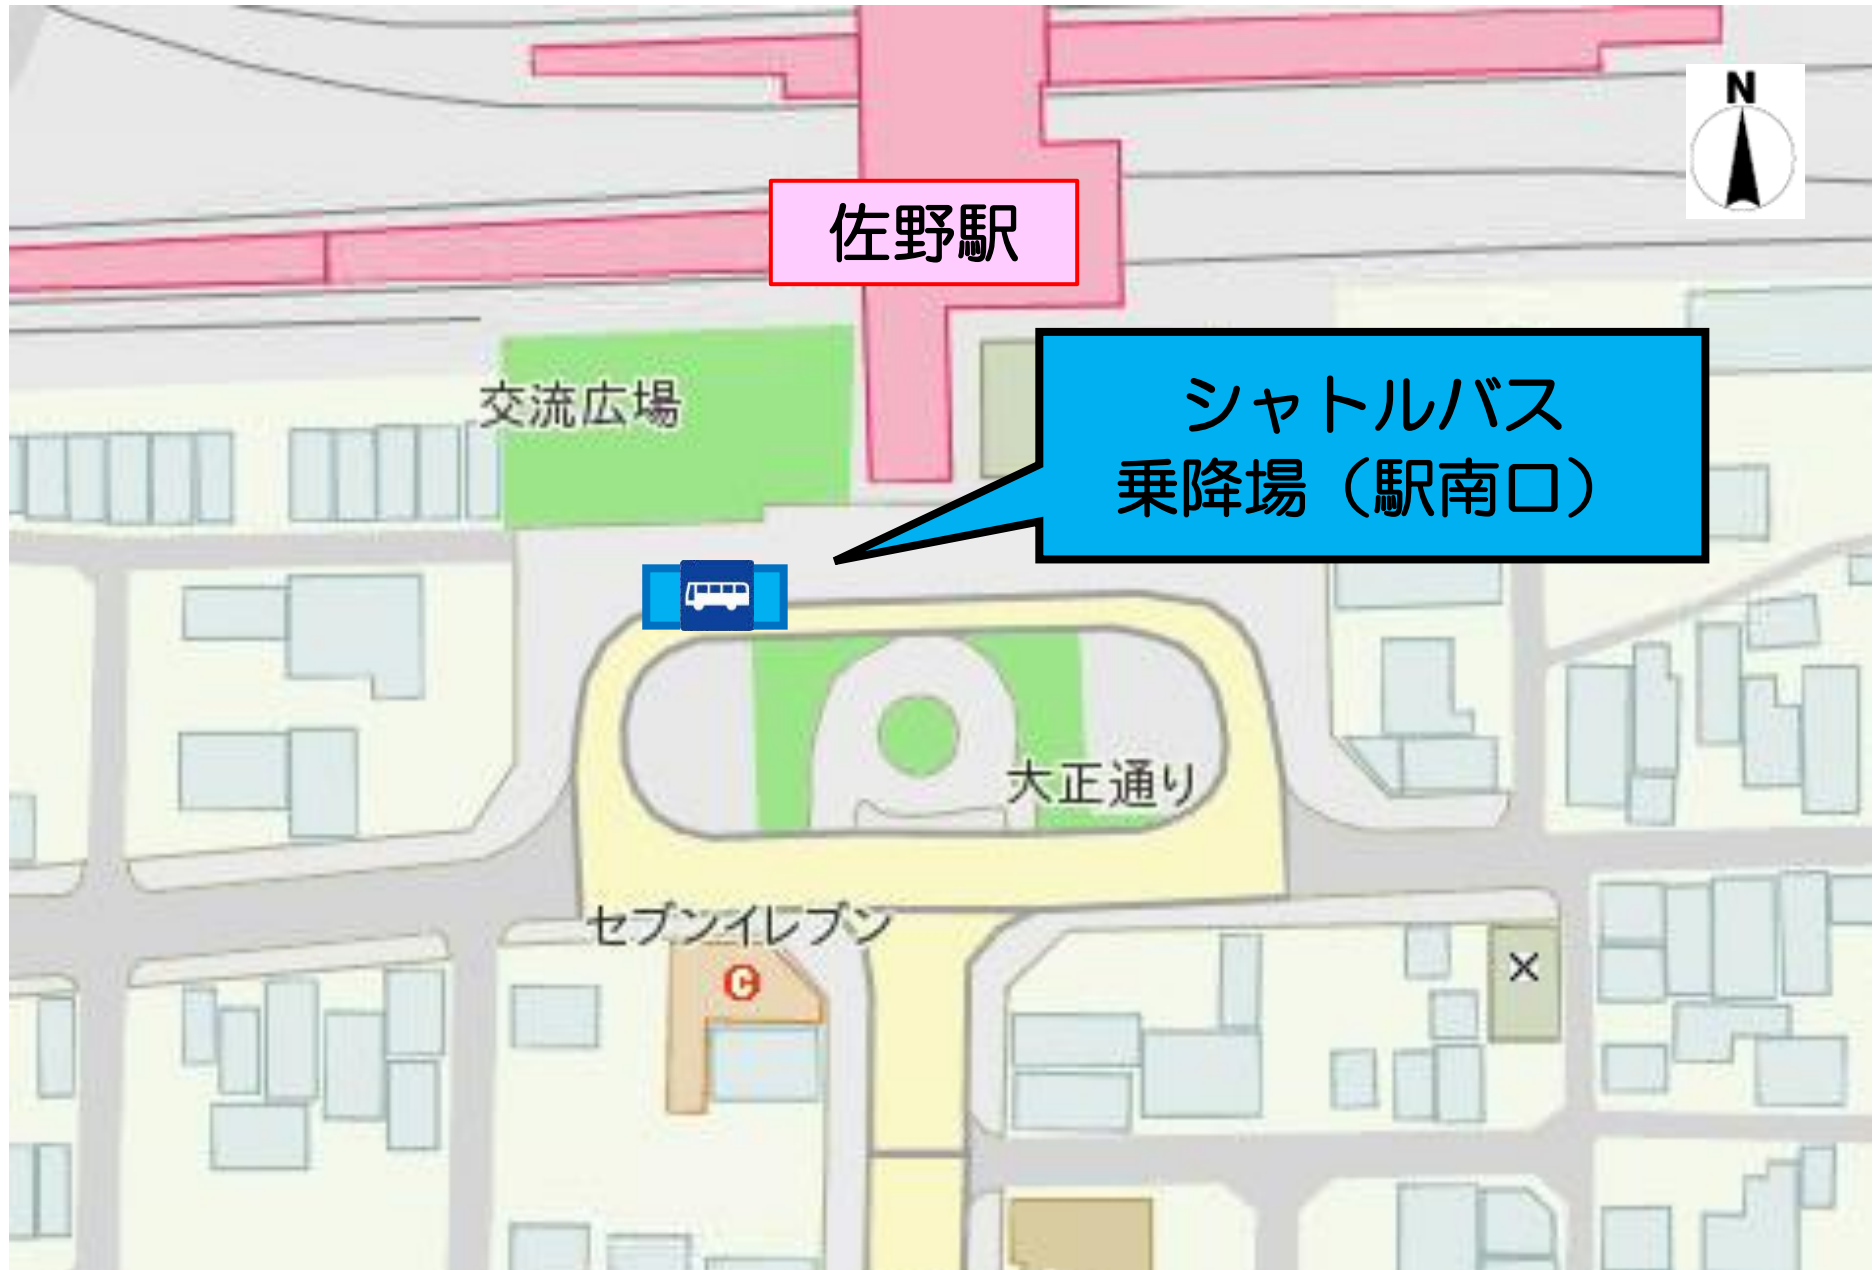 N
佐野駅
シャトルバス
乗降場（駅南口）
交流広場
大正通り
セブンイレブン
C